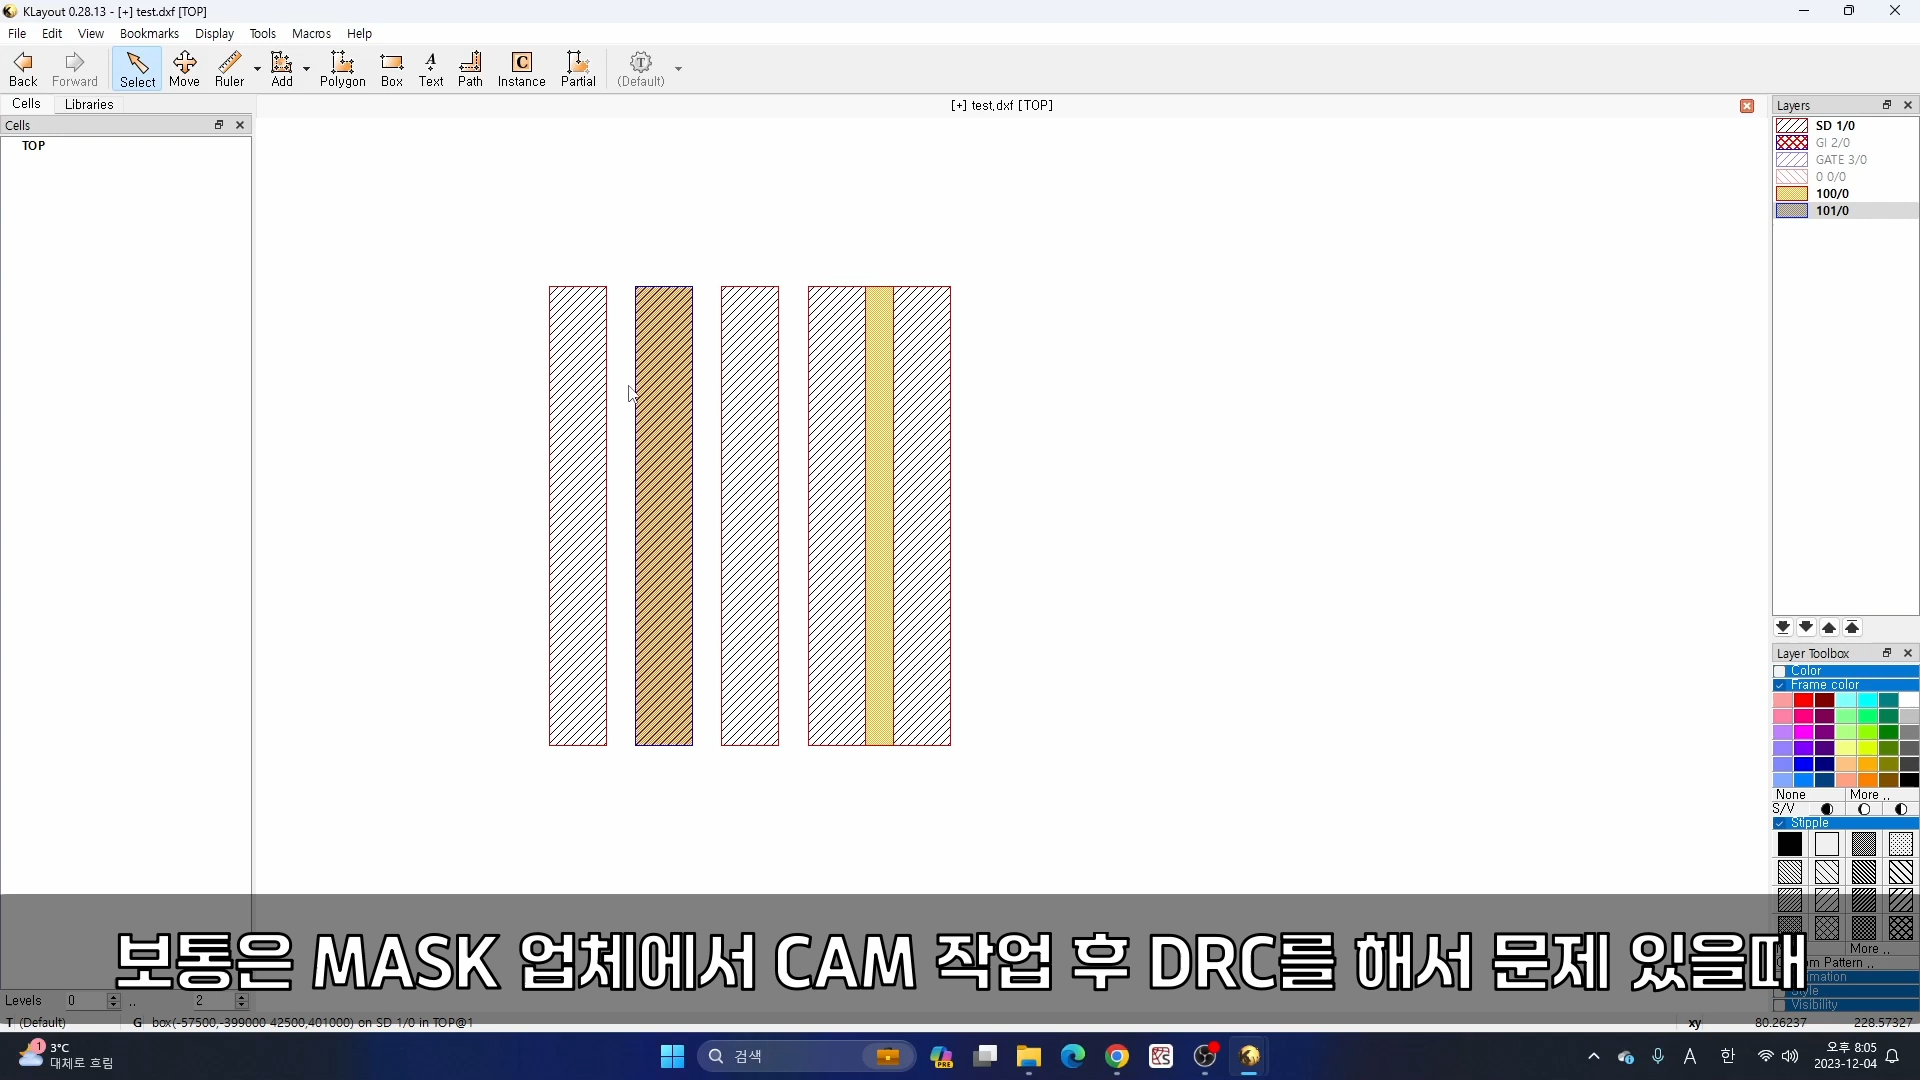 KLayout 0.28.13 - [+] test.dxf [TOP]
File Edit View Bookmarks Display Tools Macros Help
Back Forward Select Move Ruler Add Polygon Box Text Path Instance Partial (Default)
Cells Libraries
[+] test.dxf [TOP]
Layers
Cells
TOP
SD 1/0
GI 2/0
GATE 3/0
0 0/0
100/0
101/0
Layer Toolbox
Color
Frame color
None More ..
S/V
Stipple
보통은 MASK 업체에서 CAM 작업 후 DRC를 해서 문제 있을때
More ..
Pattern ..
Style
Visibility
Levels 0 .. 2
T (Default) G box(-57500,-399000 42500,401000) on SD 1/0 in TOP@1 xy 80.26237 228.57327
1
3°C
대체로 흐림
검색
PRE
A 한
오후 8:05
2023-12-04